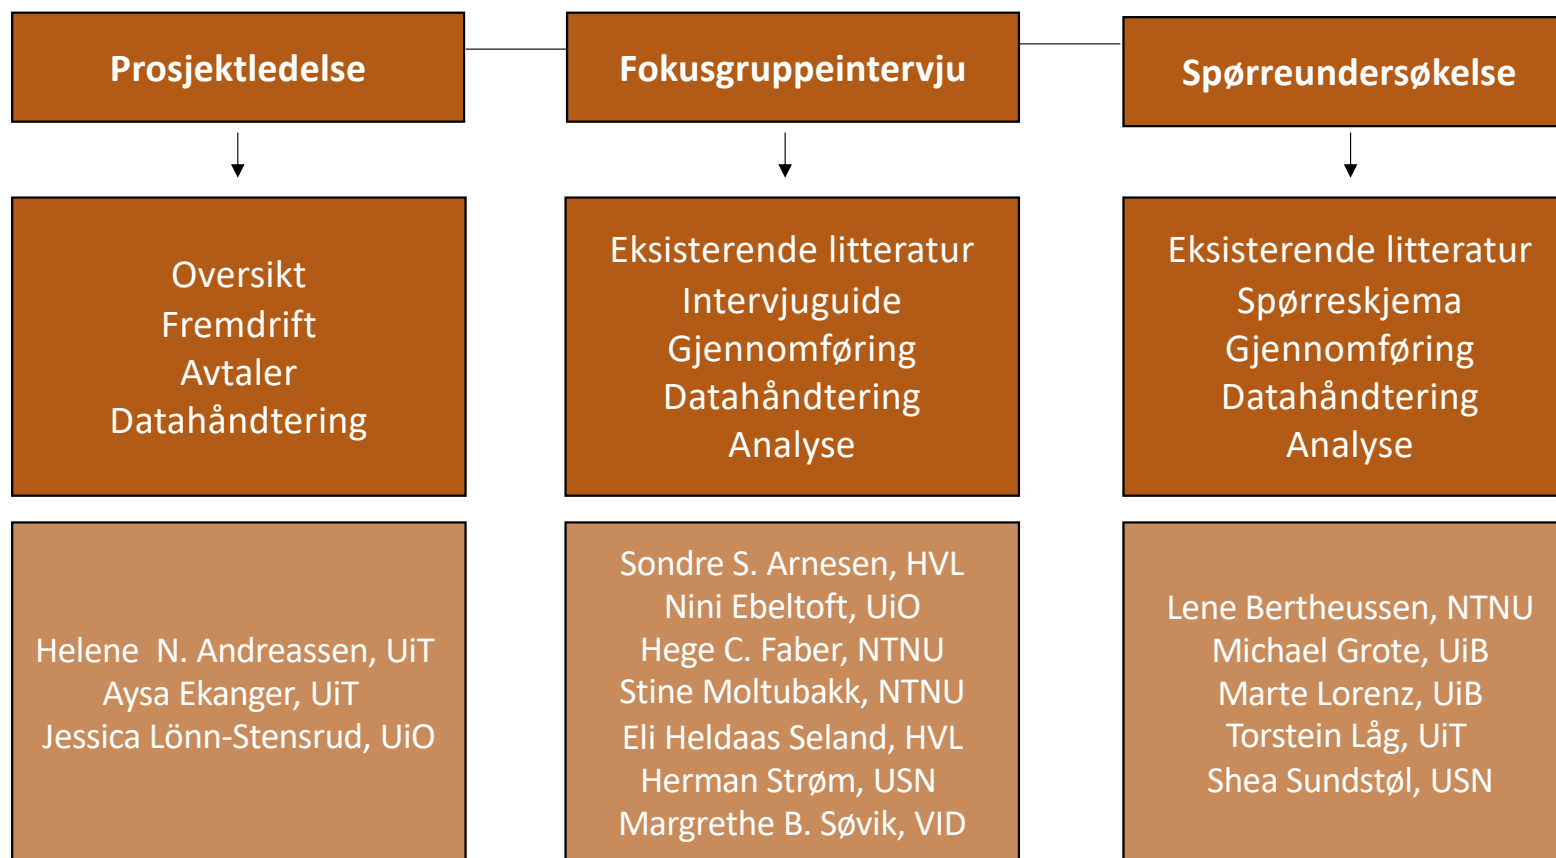 Prosjektledelse
Fokusgruppeintervju
Spørreundersøkelse
Oversikt
Fremdrift
Avtaler
Datahåndtering
Eksisterende litteratur
Intervjuguide
Gjennomføring
Datahåndtering
Analyse
Eksisterende litteratur
Spørreskjema
Gjennomføring
Datahåndtering
Analyse
Helene N. Andreassen, UiT
Aysa Ekanger, UiT
Jessica Lönn-Stensrud, UiO
Sondre S. Arnesen, HVL
Nini Ebeltoft, UiO
Hege C. Faber, NTNU
Stine Moltubakk, NTNU
Eli Heldaas Seland, HVL
Herman Strøm, USN
Margrethe B. Søvik, VID
Lene Bertheussen, NTNU
Michael Grote, UiB
Marte Lorenz, UiB
Torstein Låg, UiT
Shea Sundstøl, USN